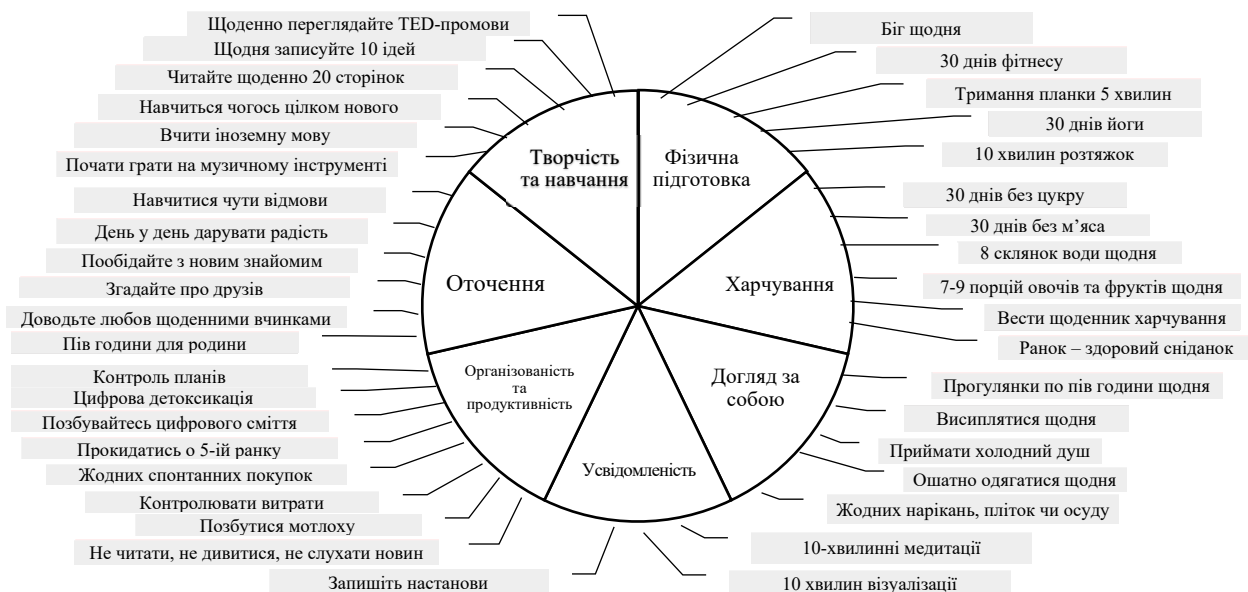 Щоденно переглядайте TED-промови
Щодня записуйте 10 ідей
Читайте щоденно 20 сторінок
Навчиться чогось цілком нового
Вчити іноземну мову
Почати грати на музичному інструменті
Навчитися чути відмови
День у день дарувати радість
Пообідайте з новим знайомим
Згадайте про друзів
Доводьте любов щоденними вчинками
Пів години для родини
Контроль планів
Цифрова детоксикація
Позбувайтесь цифрового сміття
Прокидатись о 5-ій ранку
Жодних спонтанних покупок
Контролювати витрати
Позбутися мотлоху
Не читати, не дивитися, не слухати новин
Запишіть настанови
Творчість
та навчання
Фізична
підготовка
Оточення
Харчування
Організованість
та
продуктивність
Догляд за
собою
Усвідомленість
Біг щодня
30 днів фітнесу
Тримання планки 5 хвилин
30 днів йоги
10 хвилин розтяжок
30 днів без цукру
30 днів без м’яса
8 склянок води щодня
7-9 порцій овочів та фруктів щодня
Вести щоденник харчування
Ранок – здоровий сніданок
Прогулянки по пів години щодня
Висиплятися щодня
Приймати холодний душ
Ошатно одягатися щодня
Жодних нарікань, пліток чи осуду
10-хвилинні медитації
10 хвилин візуалізації